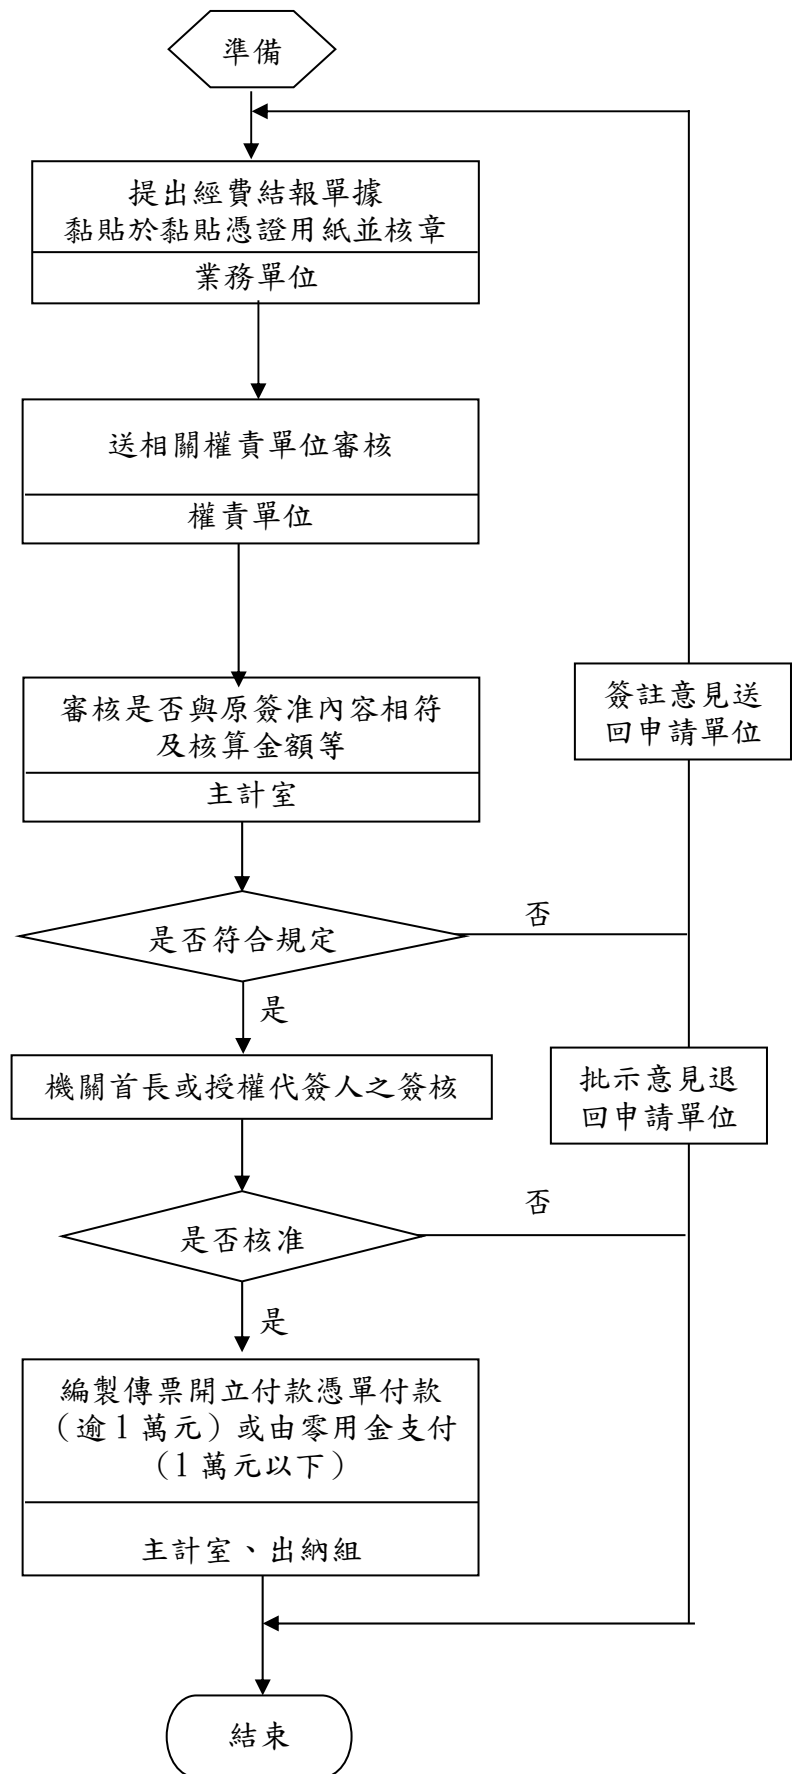 準備
提出經費結報單據
黏貼於黏貼憑證用紙並核章
業務單位
送相關權責單位審核
權責單位
審核是否與原簽准內容相符
及核算金額等
主計室
簽註意見送
回申請單位
是否符合規定
否
是
機關首長或授權代簽人之簽核
批示意見退
回申請單位
是否核准
否
是
編製傳票開立付款憑單付款
（逾1萬元）或由零用金支付
（1萬元以下）
主計室、出納組
結束